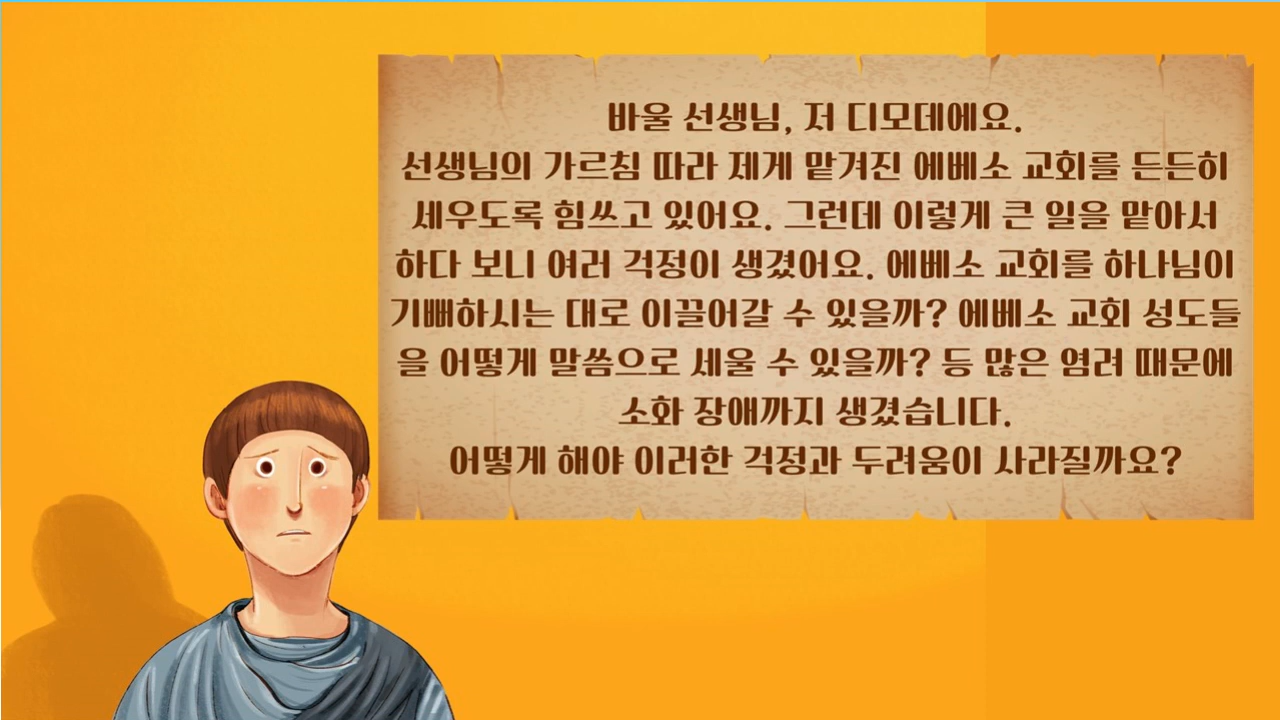 바울 선생님, 저 디모데에요.
선생님의 가르침 따라 제게 맡겨진 에베소 교회를 든든히
세우도록 힘쓰고 있어요. 그런데 이렇게 큰 일을 맡아서
하다 보니 여러 걱정이 생겼어요. 에베소 교회를 하나님이
기뻐하시는 대로 이끌어갈 수 있을까? 에베소 교회 성도들
을 어떻게 말씀으로 세울 수 있을까? 등 많은 염려 때문에
소화 장애까지 생겼습니다.
어떻게 해야 이러한 걱정과 두려움이 사라질까요?